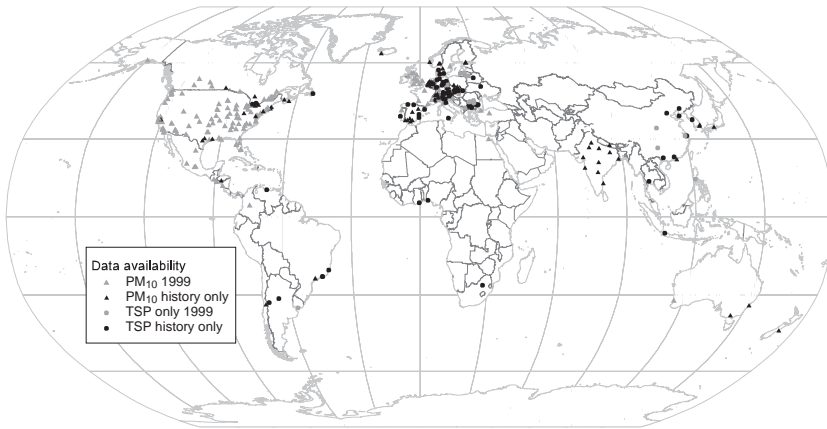 Data availability
PM10 1999
PM10 history only
TSP only 1999
TSP history only